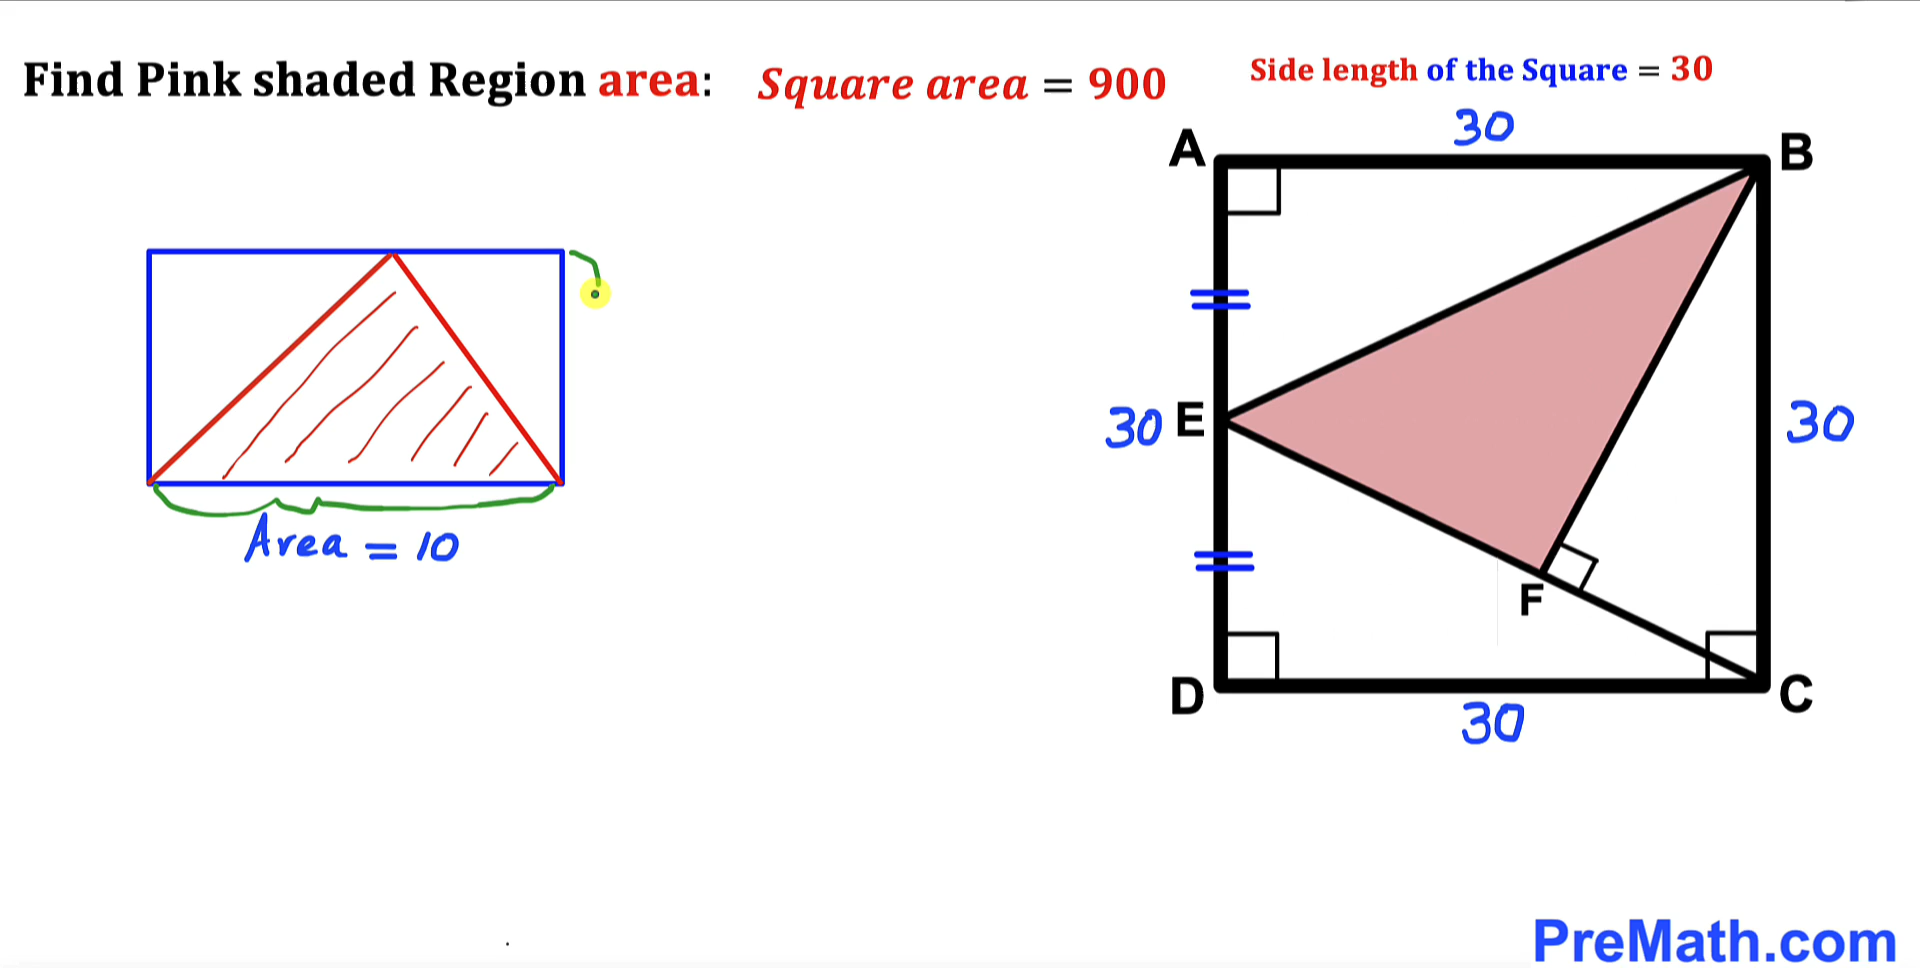 Find Pink shaded Region area: Square area = 900
Side length of the Square = 30
30
A
B
30
E
30
Area = 10
F
D
C
30
PreMath.com